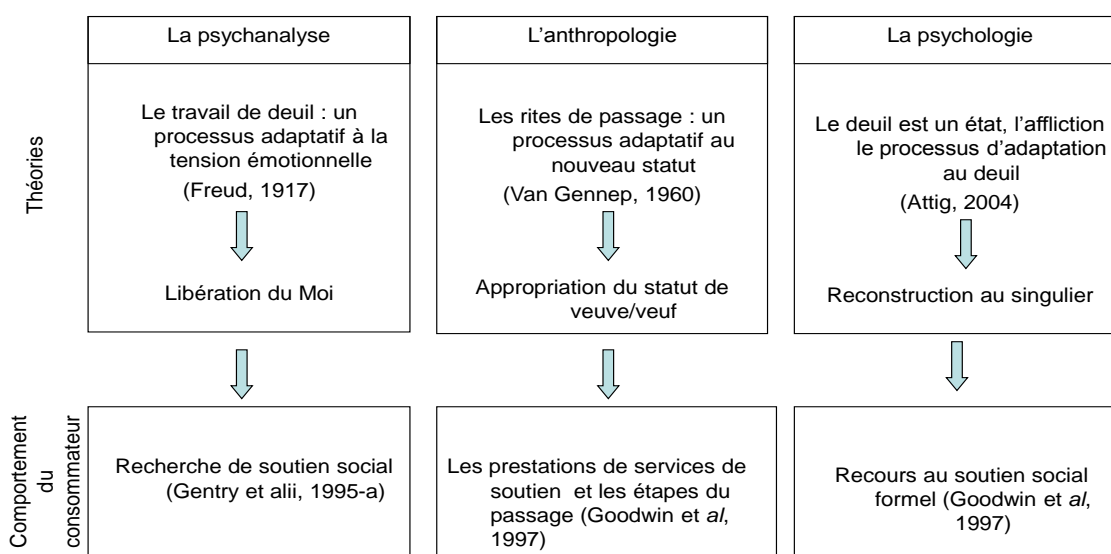 La psychanalyse
L'anthropologie
La psychologie
Théories
Le travail de deuil : un
processus adaptatif à la
tension émotionnelle
(Freud, 1917)
Libération du Moi
Les rites de passage : un
processus adaptatif au
nouveau statut
(Van Gennep, 1960)
Appropriation du statut de
veuve/veuf
Le deuil est un état, l'affliction
le processus d'adaptation
au deuil
(Attig, 2004)
Reconstruction au singulier
Comportement
du
consommateur
Recherche de soutien social
(Gentry et alii, 1995-a)
Les prestations de services de
soutien et les étapes du
passage (Goodwin et al,
1997)
Recours au soutien social
formel (Goodwin et al,
1997)